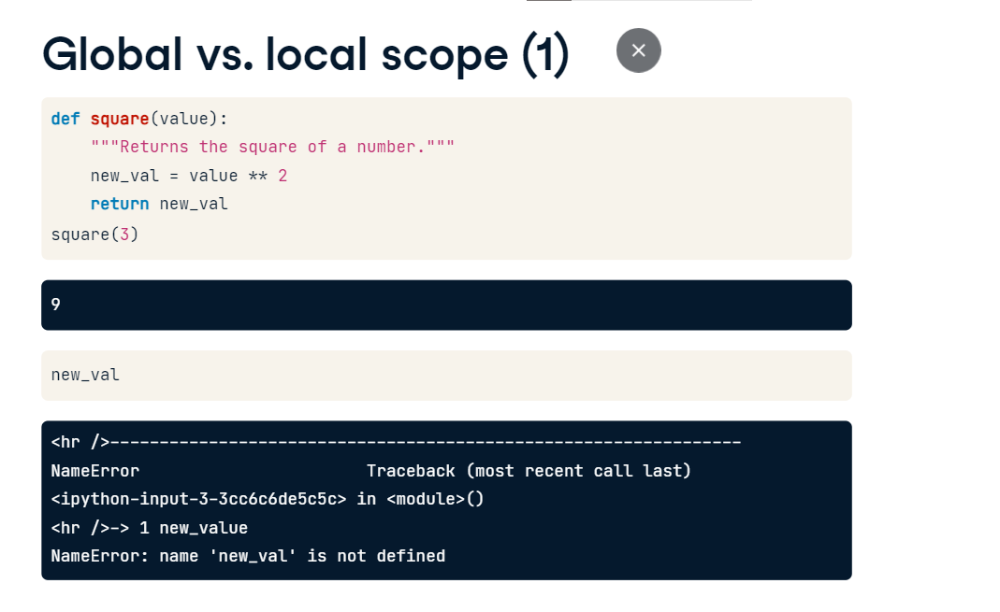 Global vs. local scope (1)
def square(value):
    """Returns the square of a number."""
    new_val = value ** 2
    return new_val
square(3)
9
new_val
<hr />----------------------------------------------------------------
NameError                       Traceback (most recent call last)
<ipython-input-3-3cc6c6de5c5c> in <module>()
<hr />-> 1 new_value
NameError: name 'new_val' is not defined